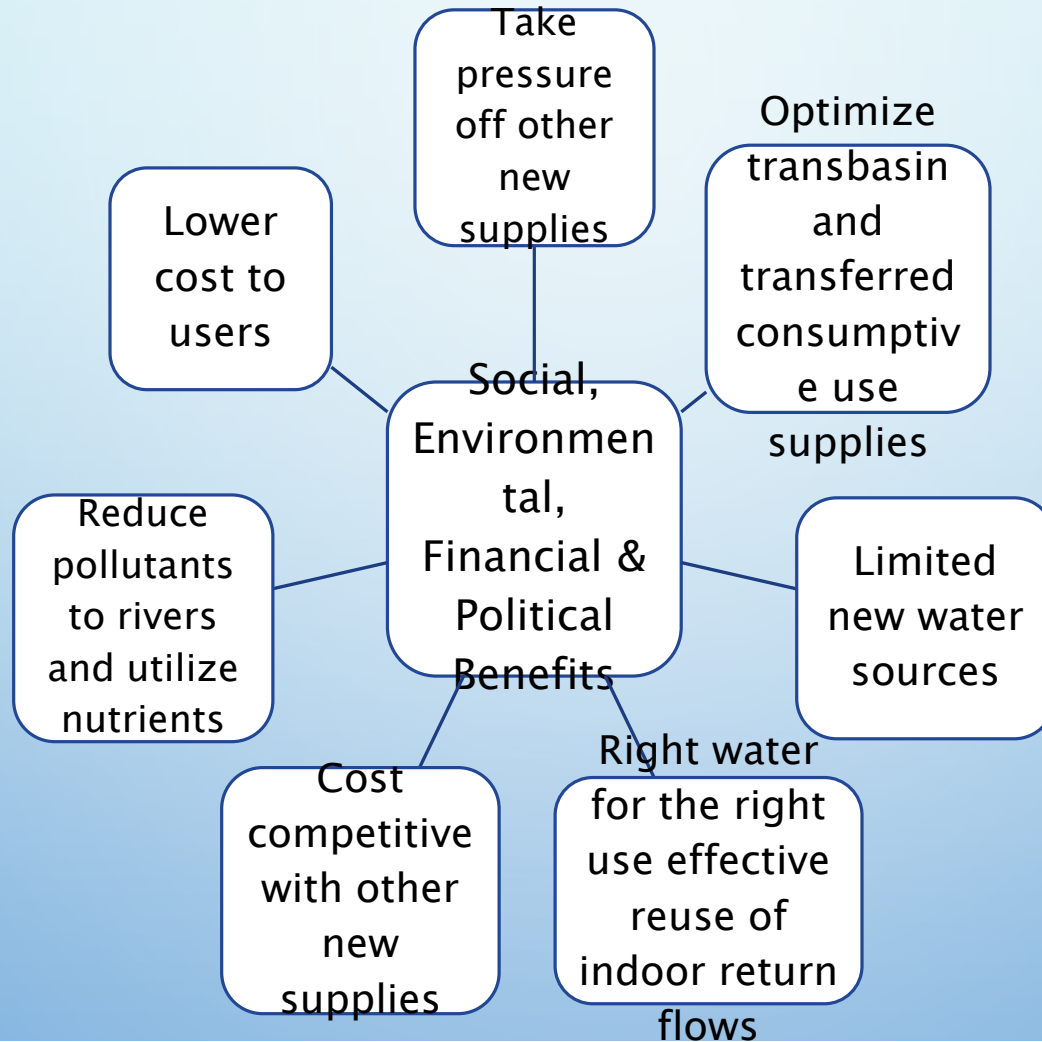 Take
pressure
off other
new
supplies
Optimize
transbasin
and
transferred
consumptiv
e use
supplies
Lower
cost to
users
Social,
Environmen
tal,
Financial &
Political
Benefits
Reduce
pollutants
to rivers
and utilize
nutrients
Limited
new water
sources
Cost
competitive
with other
new
supplies
Right water
for the right
use effective
reuse of
indoor return
flows